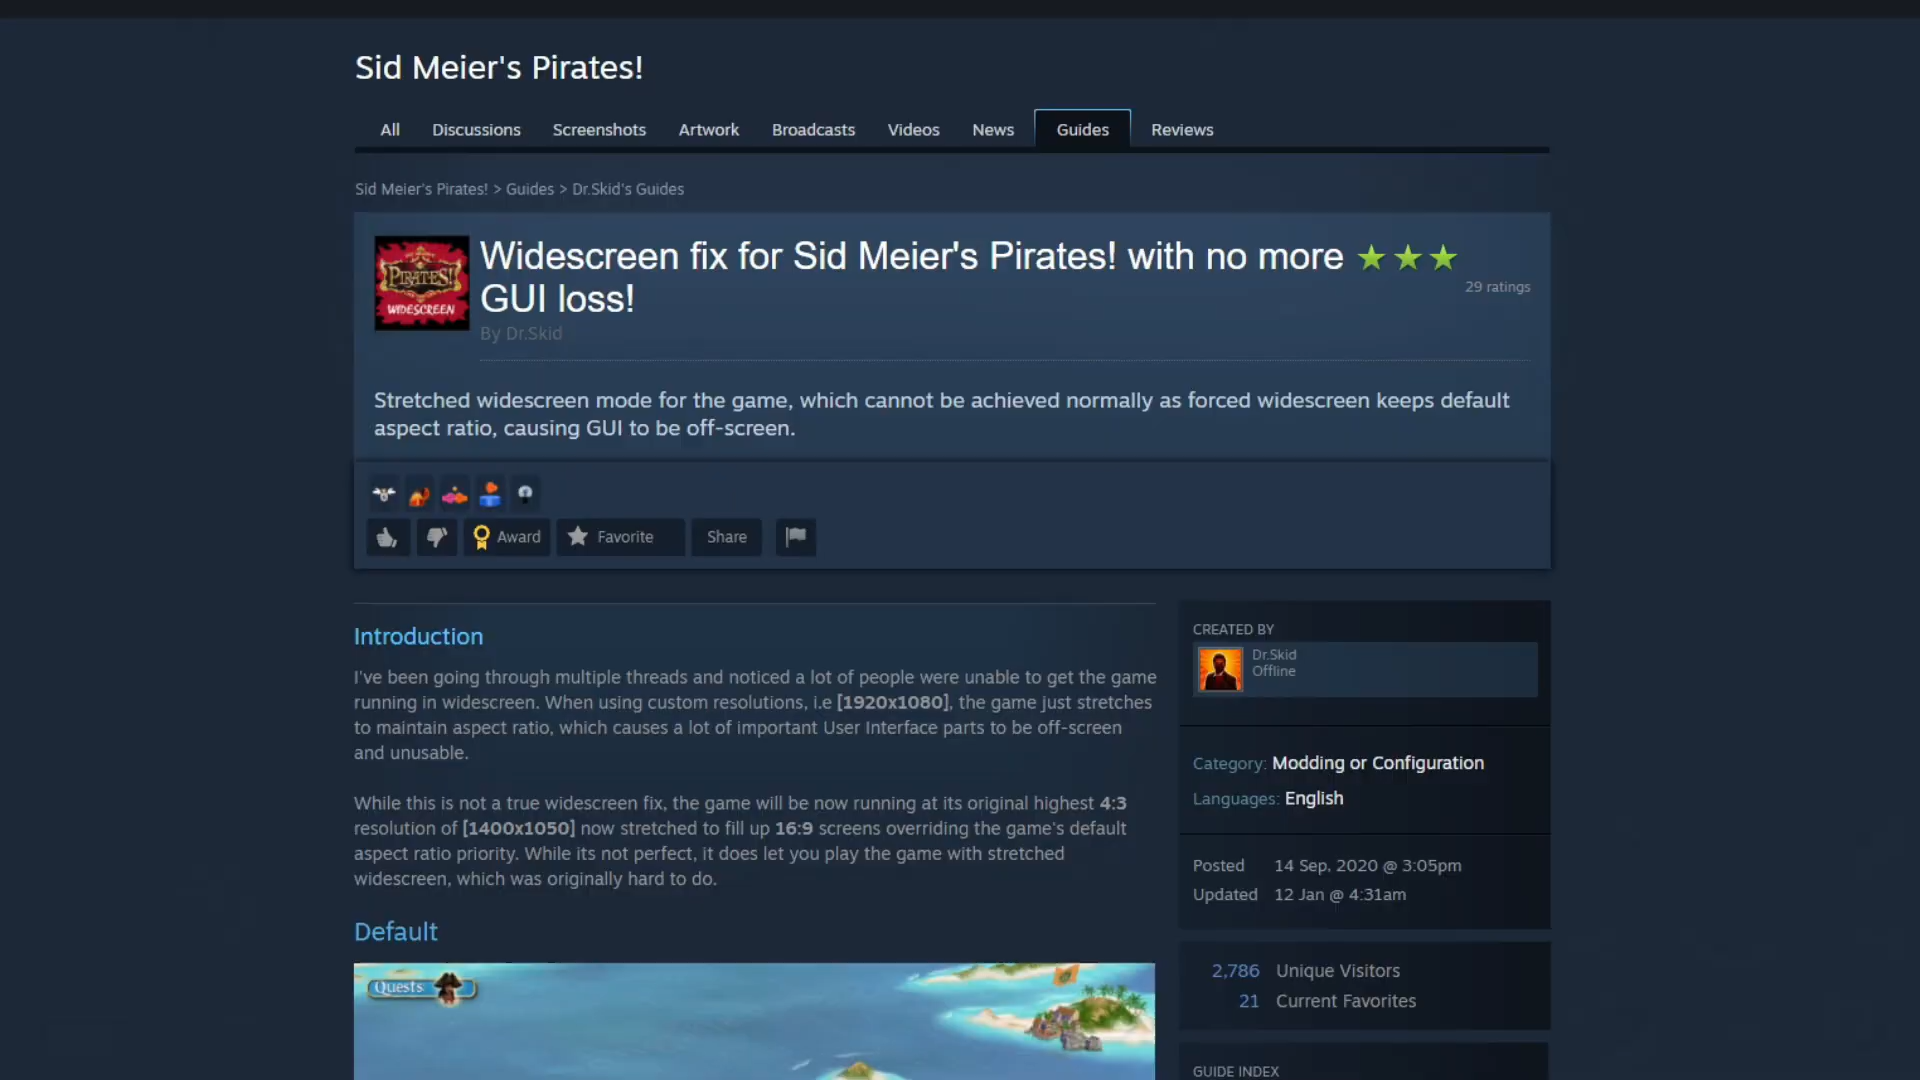 Sid Meier's Pirates!
All Discussions Screenshots Artwork Broadcasts Videos News Guides Reviews
Sid Meier's Pirates! > Guides > Dr.Skid's Guides
PIRATES!
WIDESCREEN
Widescreen fix for Sid Meier's Pirates! with no more
GUI loss!
29 ratings
By Dr.Skid
Stretched widescreen mode for the game, which cannot be achieved normally as forced widescreen keeps default
aspect ratio, causing GUI to be off-screen.
Award Favorite Share
Introduction
I've been going through multiple threads and noticed a lot of people were unable to get the game
running in widescreen. When using custom resolutions, i.e [1920x1080], the game just stretches
to maintain aspect ratio, which causes a lot of important User Interface parts to be off-screen
and unusable.
While this is not a true widescreen fix, the game will be now running at its original highest 4:3
resolution of [1400x1050] now stretched to fill up 16:9 screens overriding the game's default
aspect ratio priority. While its not perfect, it does let you play the game with stretched
widescreen, which was originally hard to do.
Default
Quests
CREATED BY
Dr.Skid
Offline
Category: Modding or Configuration
Languages: English
Posted 14 Sep, 2020 @ 3:05pm
Updated 12 Jan @ 4:31am
2,786 Unique Visitors
21 Current Favorites
GUIDE INDEX